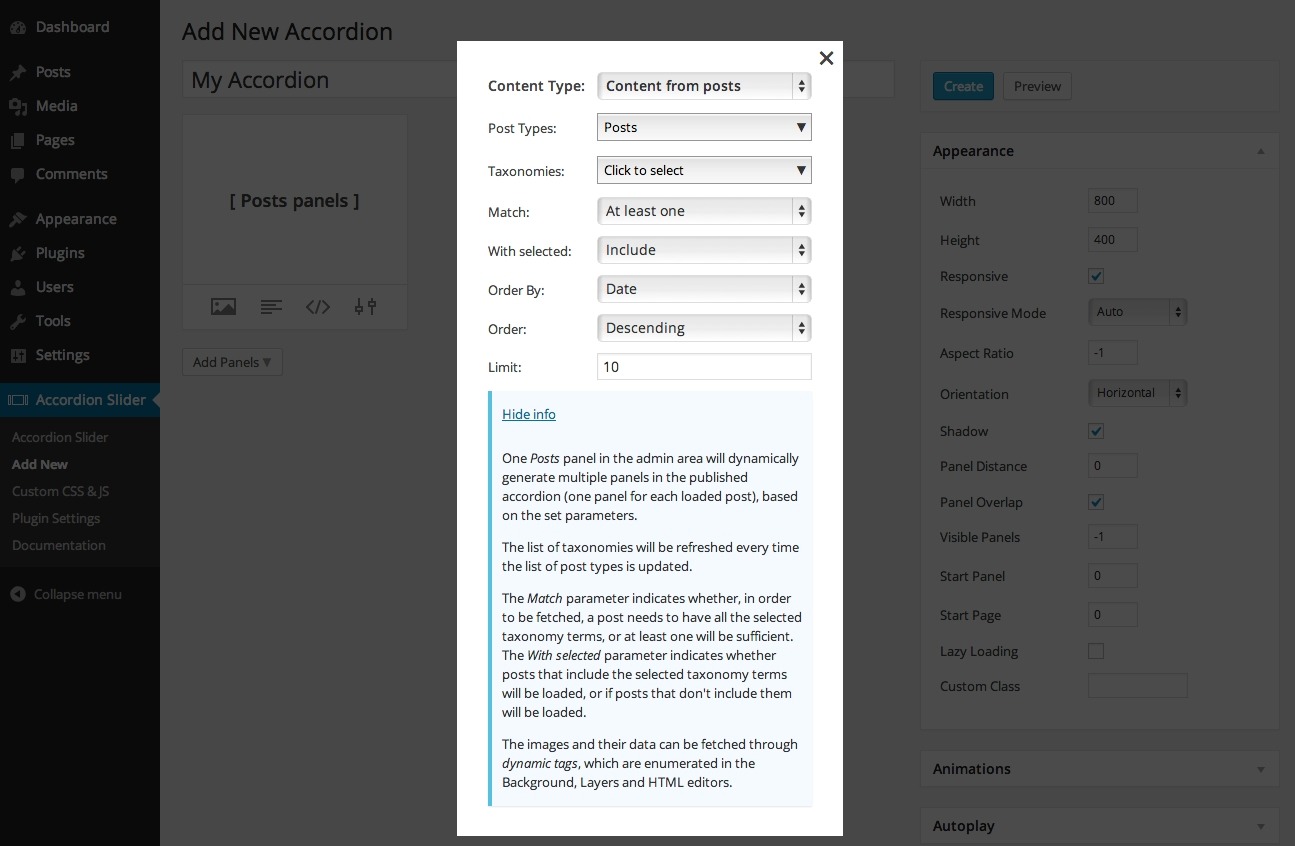 Dashboard
Posts
Media
Pages
Comments
Appearance
Plugins
Users
Tools
Settings
Accordion Slider
Accordion Slider
Add New
Custom CSS & JS
Plugin Settings
Documentation
Collapse menu
Add New Accordion
My Accordion
[ Posts panels ]
Add Panels ▼
Content Type: Content from posts
Post Types: Posts
Taxonomies: Click to select
Match: At least one
With selected: Include
Order By: Date
Order: Descending
Limit: 10
Hide info
One Posts panel in the admin area will dynamically
generate multiple panels in the published
accordion (one panel for each loaded post), based
on the set parameters.
The list of taxonomies will be refreshed every time
the list of post types is updated.
The Match parameter indicates whether, in order
to be fetched, a post needs to have all the selected
taxonomy terms, or at least one will be sufficient.
The With selected parameter indicates whether
posts that include the selected taxonomy terms
will be loaded, or if posts that don't include them
will be loaded.
The images and their data can be fetched through
dynamic tags, which are enumerated in the
Background, Layers and HTML editors.
Create Preview
Appearance
Width 800
Height 400
Responsive
Responsive Mode Auto
Aspect Ratio -1
Orientation Horizontal
Shadow
Panel Distance 0
Panel Overlap
Visible Panels -1
Start Panel 0
Start Page 0
Lazy Loading
Custom Class
Animations
Autoplay